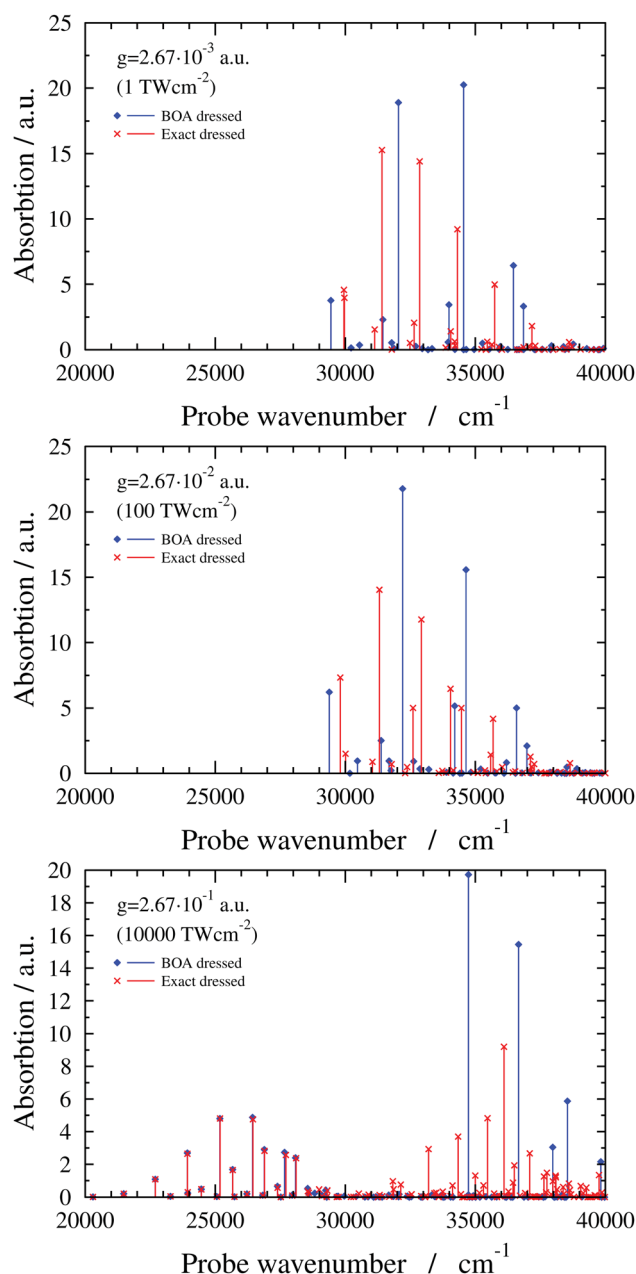 25
g=2.67·10⁻³ a.u.
(1 TWcm⁻²)
BOA dressed
Exact dressed
20
15
10
5
0
Absorbtion / a.u.
20000 25000 30000 35000 40000
Probe wavenumber / cm⁻¹
25
g=2.67·10⁻² a.u.
(100 TWcm⁻²)
BOA dressed
Exact dressed
20
15
10
5
0
Absorbtion / a.u.
20000 25000 30000 35000 40000
Probe wavenumber / cm⁻¹
20
g=2.67·10⁻¹ a.u.
18
(10000 TWcm⁻²)
16
BOA dressed
Exact dressed
14
12
10
8
6
4
2
0
Absorbtion / a.u.
20000 25000 30000 35000 40000
Probe wavenumber / cm⁻¹